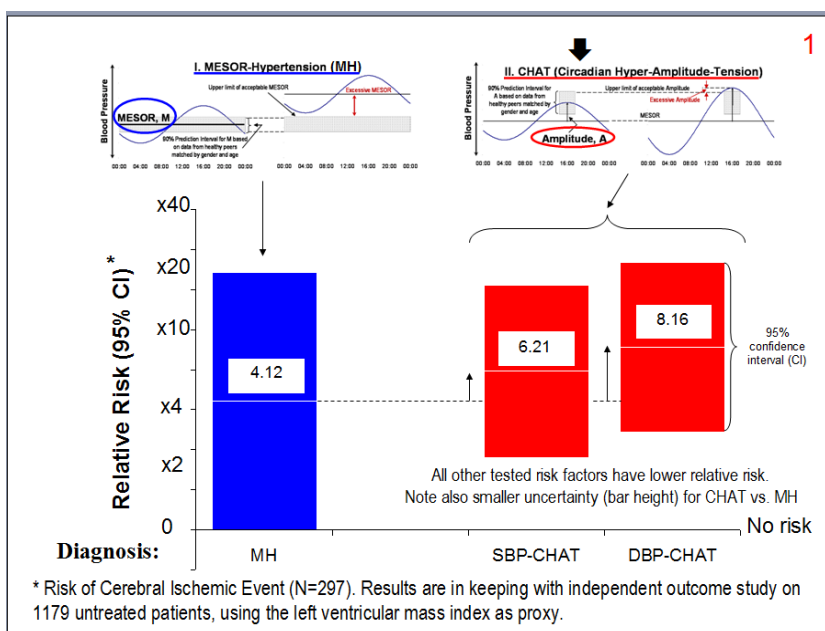 1
I. MESOR-Hypertension (MH)
Blood Pressure
Upper limit of acceptable MESOR
Excessive MESOR
MESOR, M
90% Prediction Interval for M based
on data from healthy peers
matched by gender and age
00:00 04:00 08:00 12:00 16:00 20:00 00:00
00:00 04:00 08:00 12:00 16:00 20:00 00:00
II. CHAT (Circadian Hyper-Amplitude-Tension)
Blood Pressure
90% Prediction Interval for
A based on data from
healthy peers matched by
gender and age
Upper limit of acceptable Amplitude
Excessive Amplitude
MESOR
Amplitude, A
00:00 04:00 08:00 12:00 16:00 20:00 00:00
00:00 04:00 08:00 12:00 16:00 20:00 00:00
Relative Risk (95% CI)*
x40
x20
x10
x4
x2
0
4.12
6.21
8.16
95%
confidence
interval (CI)
All other tested risk factors have lower relative risk.
Note also smaller uncertainty (bar height) for CHAT vs. MH
No risk
Diagnosis:
MH
SBP-CHAT
DBP-CHAT
* Risk of Cerebral Ischemic Event (N=297). Results are in keeping with independent outcome study on
1179 untreated patients, using the left ventricular mass index as proxy.